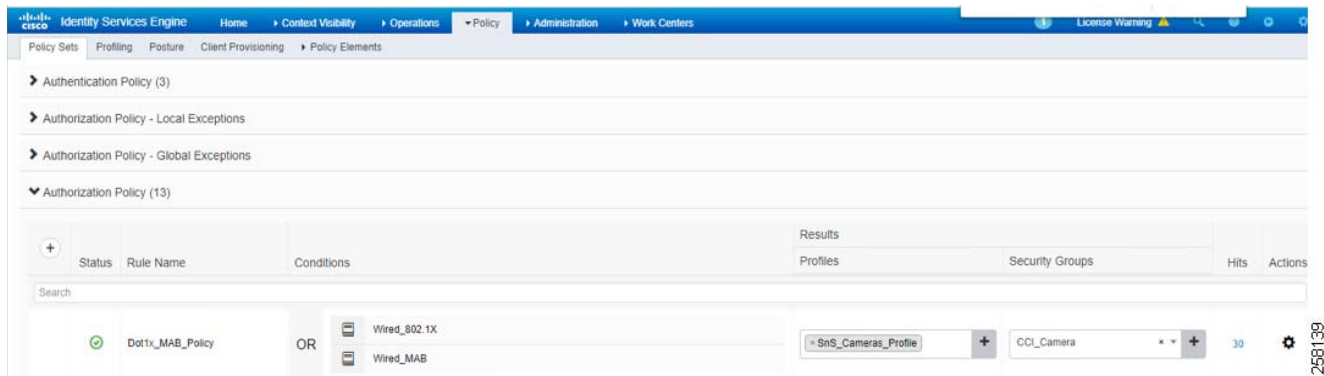 cisco Identity Services Engine Home Context Visibility Operations Policy Administration Work Centers 1 License Warning
Policy Sets Profiling Posture Client Provisioning Policy Elements
Authentication Policy (3)
Authorization Policy - Local Exceptions
Authorization Policy - Global Exceptions
Authorization Policy (13)
Results
+ Status Rule Name Conditions Profiles Security Groups Hits Actions
Search
Dot1x_MAB_Policy OR Wired_802.1X
Wired_MAB
× SnS_Cameras_Profile + CCI_Camera × + 30
258139